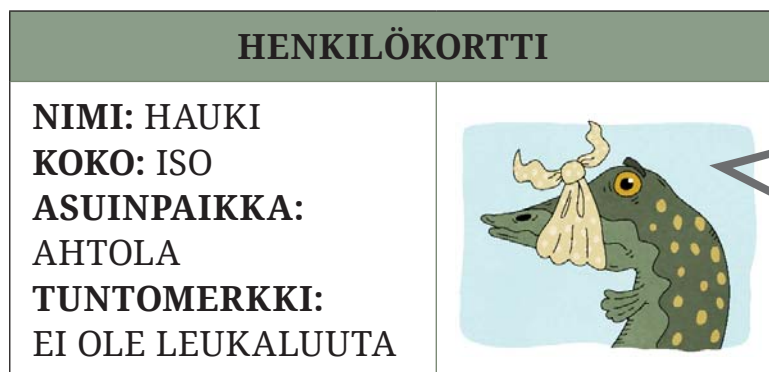 HENKILÖKORTTI
NIMI: HAUKI
KOKO: ISO
ASUINPAIKKA:
AHTOLA
TUNTOMERKKI:
EI OLE LEUKALUUTA